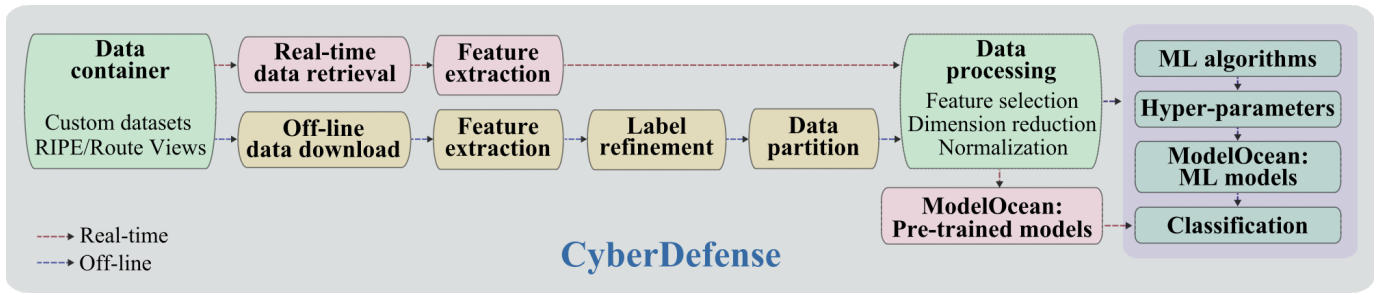 Data
container
Custom datasets
RIPE/Route Views
Real-time
data retrieval
Feature
extraction
Off-line
data download
Feature
extraction
Label
refinement
Data
partition
Data
processing
Feature selection
Dimension reduction
Normalization
ModelOcean:
Pre-trained models
ML algorithms
Hyper-parameters
ModelOcean:
ML models
Classification
Real-time
Off-line
CyberDefense